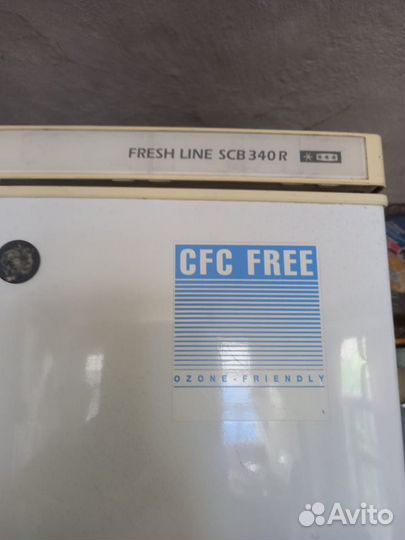 FRESH LINE SCB 340 R
CFC FREE
OZONE-FRIENDLY
Avito